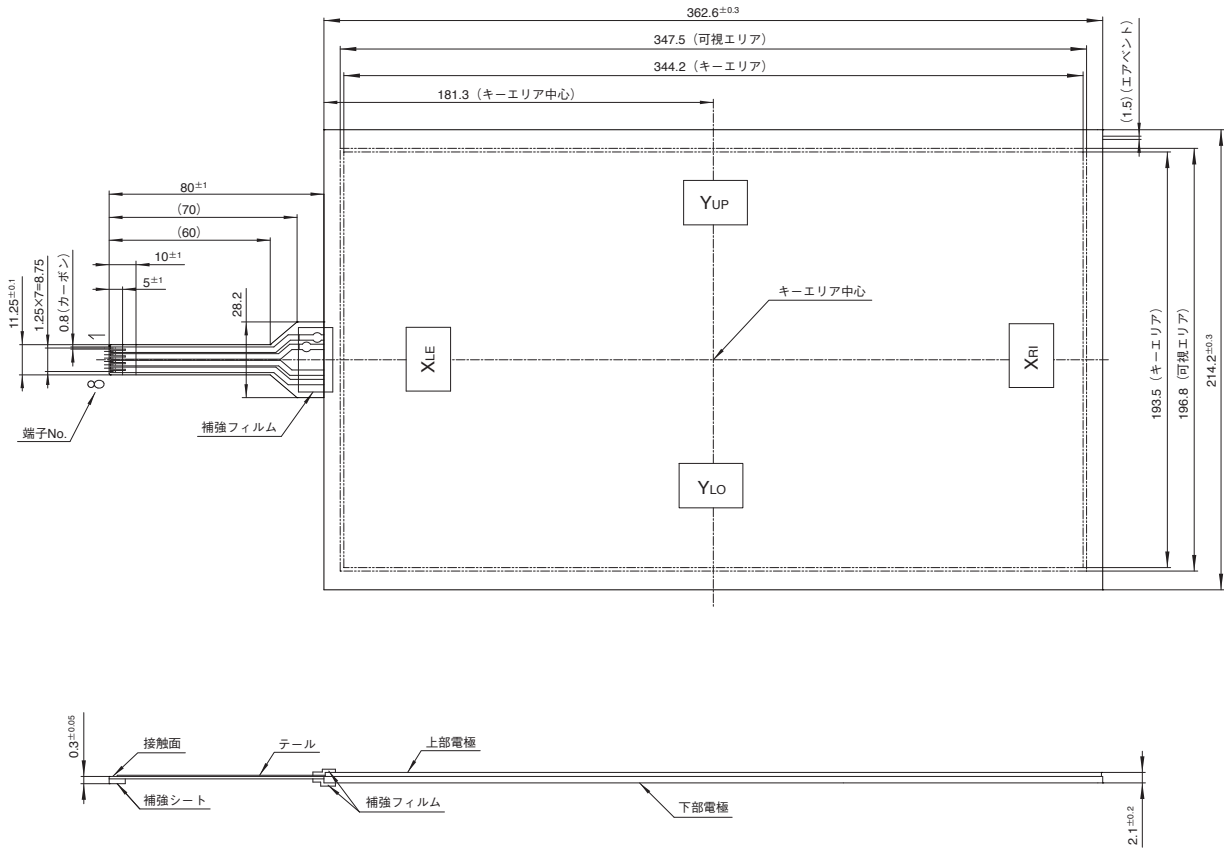 362.6±0.3
347.5（可視エリア）
344.2（キーエリア）
181.3（キーエリア中心）
(1.5)(エアベント)
80±1
(70)
(60)
10±1
5±1
11.25±0.1
1.25×7=8.75
0.8(カーボン)
28.2
1
8
端子No.
補強フィルム
YUP
キーエリア中心
XLE
XRI
YLO
193.5（キーエリア）
196.8（可視エリア）
214.2±0.3
0.3±0.05
接触面
テール
上部電極
補強シート
補強フィルム
下部電極
2.1±0.2